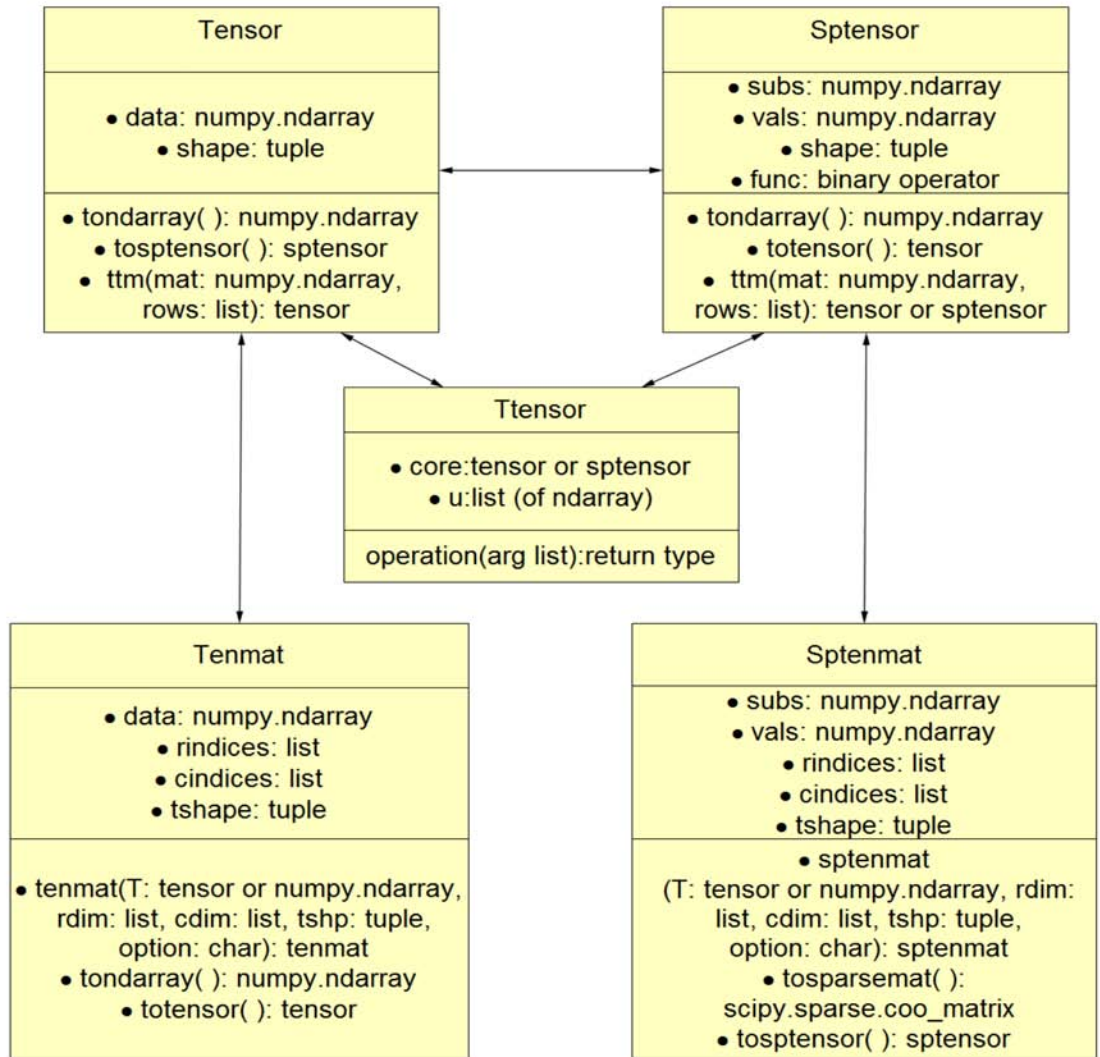 Tensor
• data: numpy.ndarray
• shape: tuple
• tondarray( ): numpy.ndarray
• tosptensor( ): sptensor
• ttm(mat: numpy.ndarray,
rows: list): tensor
Sptensor
• subs: numpy.ndarray
• vals: numpy.ndarray
• shape: tuple
• func: binary operator
• tondarray( ): numpy.ndarray
• totensor( ): tensor
• ttm(mat: numpy.ndarray,
rows: list): tensor or sptensor
Ttensor
• core:tensor or sptensor
• u:list (of ndarray)
operation(arg list):return type
Tenmat
• data: numpy.ndarray
• rindices: list
• cindices: list
• tshape: tuple
• tenmat(T: tensor or numpy.ndarray,
rdim: list, cdim: list, tshp: tuple,
option: char): tenmat
• tondarray( ): numpy.ndarray
• totensor( ): tensor
Sptenmat
• subs: numpy.ndarray
• vals: numpy.ndarray
• rindices: list
• cindices: list
• tshape: tuple
• sptenmat
(T: tensor or numpy.ndarray, rdim:
list, cdim: list, tshp: tuple,
option: char): sptenmat
• tosparsemat( ):
scipy.sparse.coo_matrix
• tosptensor( ): sptensor